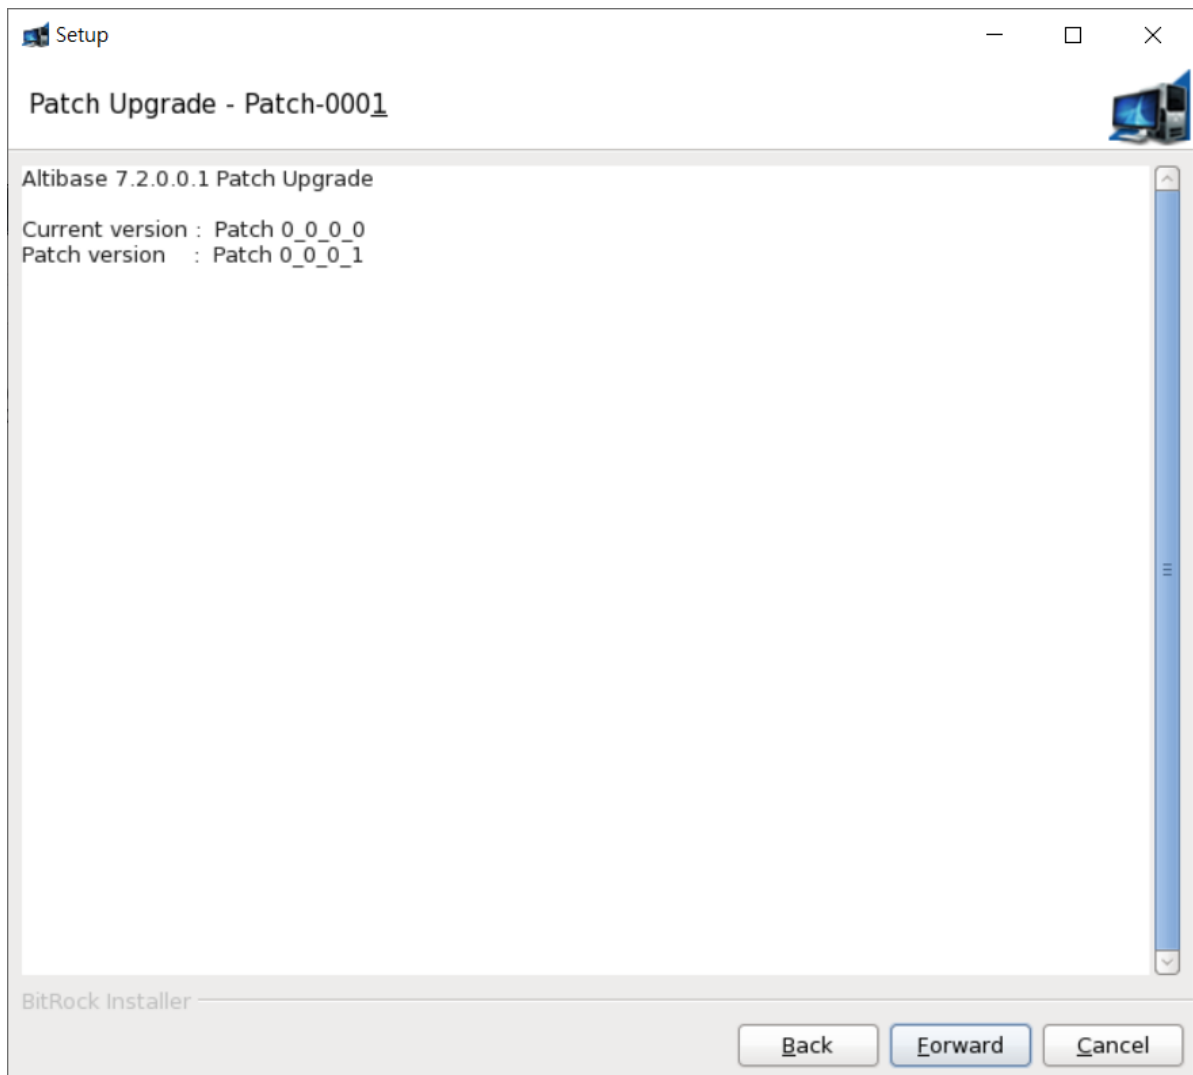 Setup
Patch Upgrade - Patch-0001
Altibase 7.2.0.0.1 Patch Upgrade
Current version : Patch 0_0_0_0
Patch version : Patch 0_0_0_1
BitRock Installer
Back Forward Cancel